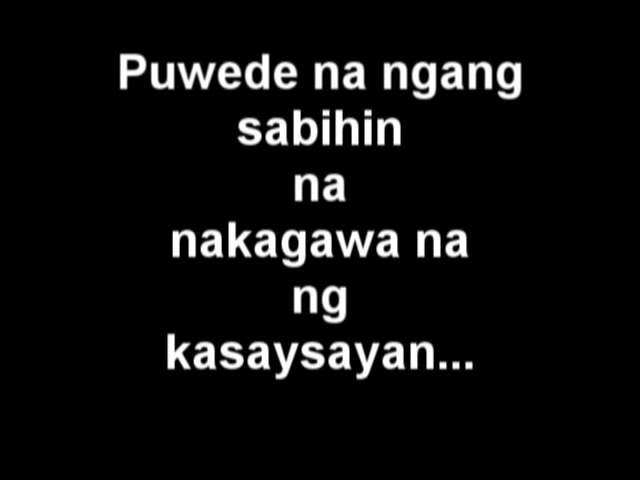 Puwede na ngang
sabihin
na
nakagawa na
ng
kasaysayan...